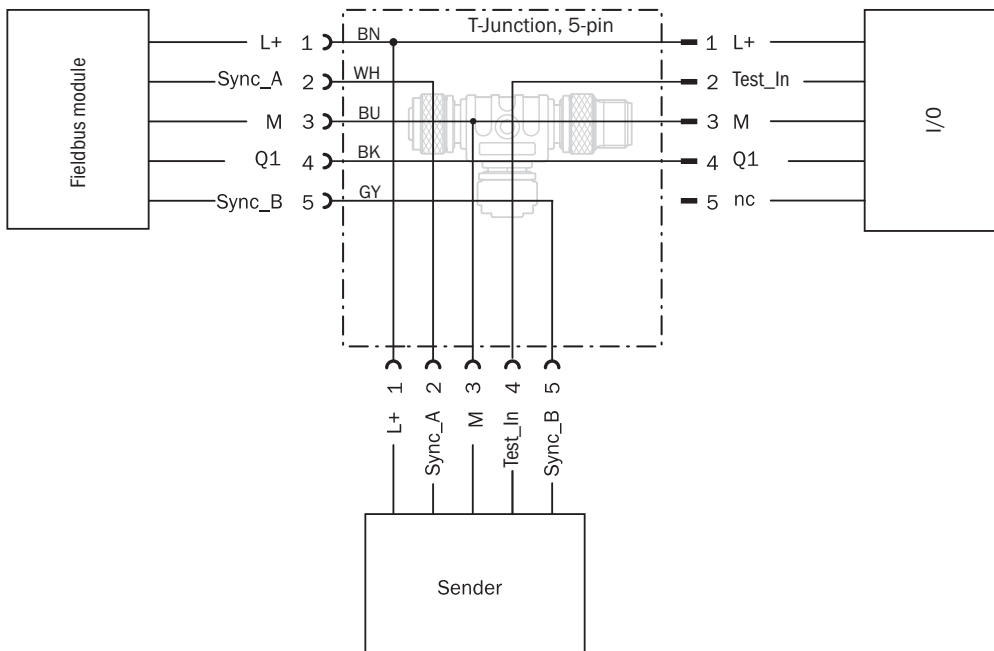 T-Junction, 5-pin
Fieldbus module
L+ 1 BN 1 L+
Sync_A 2 WH 2 Test_In
M 3 BU 3 M
Q1 4 BK 4 Q1
Sync_B 5 GY 5 nc
I/O
1 2 3 4 5
L+ Sync_A M Test_In Sync_B
Sender